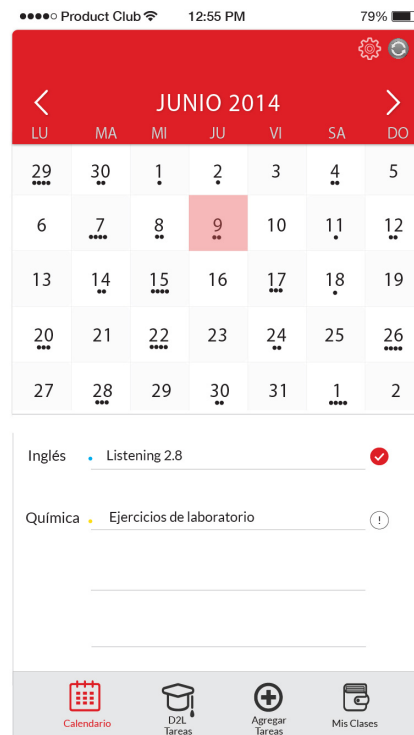 Product Club 12:55 PM 79%
JUNIO 2014
LU MA MI JU VI SA DO
29 30 1 2 3 4 5
6 7 8 9 10 11 12
13 14 15 16 17 18 19
20 21 22 23 24 25 26
27 28 29 30 31 1 2
Inglés Listening 2.8
Química Ejercicios de laboratorio
Calendario
D2L
Tareas
Agregar
Tareas
Mis Clases